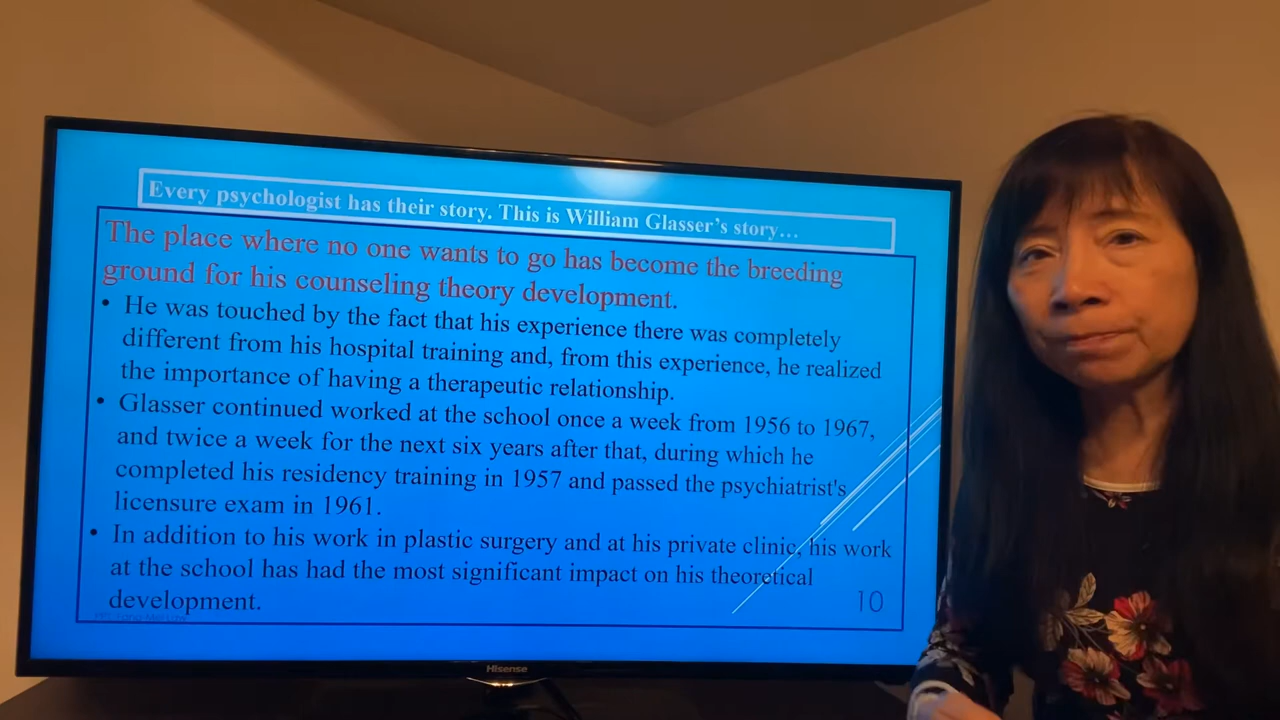 Every psychologist has their story. This is William Glasser's story…
The place where no one wants to go has become the breeding
ground for his counseling theory development.
• He was touched by the fact that his experience there was completely
different from his hospital training and, from this experience, he realized
the importance of having a therapeutic relationship.
• Glasser continued worked at the school once a week from 1956 to 1967,
and twice a week for the next six years after that, during which he
completed his residency training in 1957 and passed the psychiatrist's
licensure exam in 1961.
• In addition to his work in plastic surgery and at his private clinic, his work
at the school has had the most significant impact on his theoretical
development.
10
Hisense